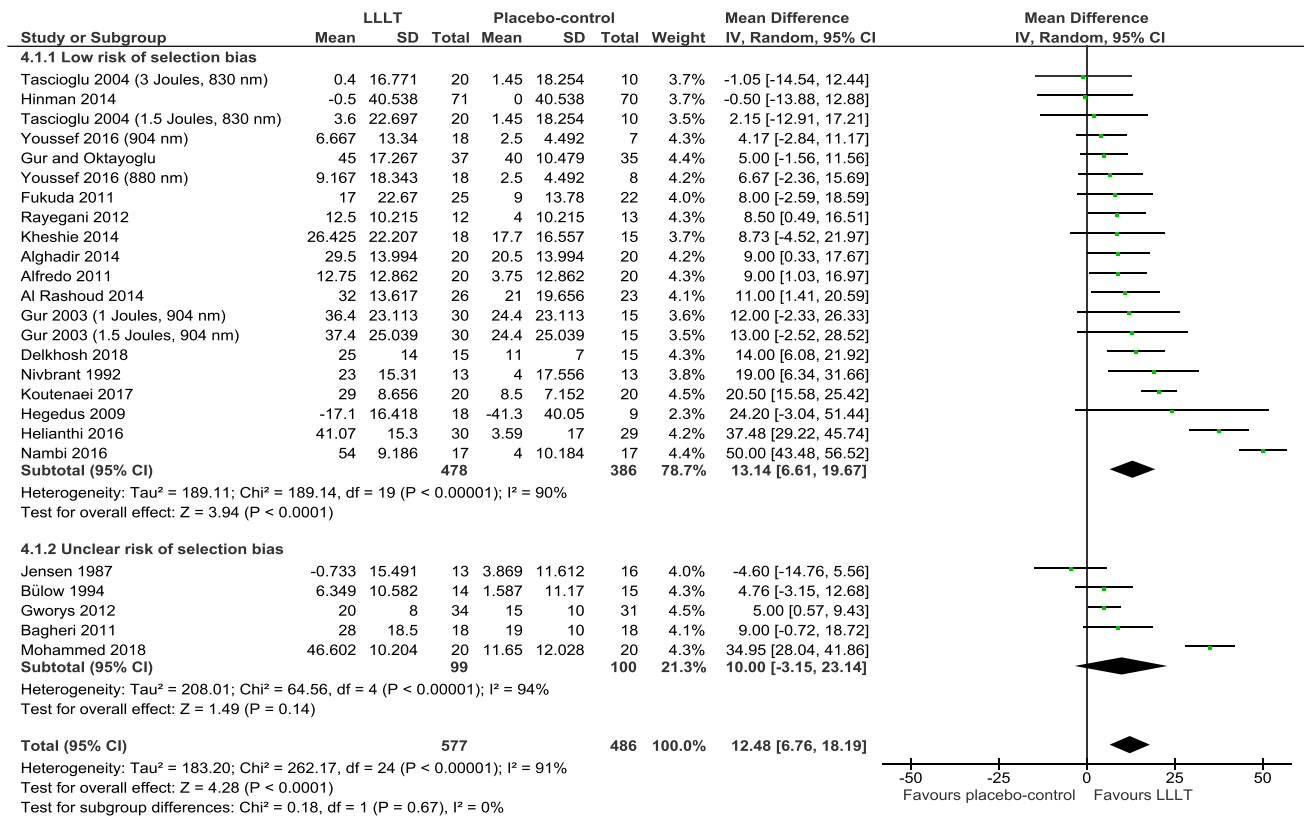 LLLT Placebo-control Mean Difference Mean Difference
Study or Subgroup Mean SD Total Mean SD Total Weight IV, Random, 95% CI IV, Random, 95% CI
4.1.1 Low risk of selection bias
Tascioglu 2004 (3 Joules, 830 nm) 0.4 16.771 20 1.45 18.254 10 3.7% -1.05 [-14.54, 12.44]
Hinman 2014 -0.5 40.538 71 0 40.538 70 3.7% -0.50 [-13.88, 12.88]
Tascioglu 2004 (1.5 Joules, 830 nm) 3.6 22.697 20 1.45 18.254 10 3.6% 2.15 [-12.91, 17.21]
Youssef 2016 (904 nm) 6.667 13.34 18 2.5 4.492 7 4.3% 4.17 [-2.84, 11.17]
Gur and Oktayoglu 45 17.267 37 40 10.479 35 4.4% 5.00 [-1.56, 11.56]
Youssef 2016 (880 nm) 9.167 18.343 18 2.5 4.492 8 4.2% 6.67 [-2.36, 15.69]
Fukuda 2011 17 22.67 25 9 13.78 22 4.0% 8.00 [-2.59, 18.59]
Rayegani 2012 12.5 10.215 12 4 10.215 13 4.3% 8.50 [0.49, 16.51]
Kheshie 2014 26.425 22.207 18 17.7 16.557 15 3.7% 8.73 [-4.52, 21.97]
Alghadir 2014 29.5 13.994 20 20.5 13.994 20 4.2% 9.00 [0.33, 17.67]
Alfredo 2011 12.75 12.862 20 3.75 12.862 20 4.3% 9.00 [1.03, 16.97]
Al Rashoud 2014 32 13.617 26 21 19.656 23 4.1% 11.00 [1.41, 20.59]
Gur 2003 (1 Joules, 904 nm) 36.4 23.113 30 24.4 23.113 15 3.6% 12.00 [-2.33, 26.33]
Gur 2003 (1.5 Joules, 904 nm) 37.4 25.039 30 24.4 25.039 15 3.5% 13.00 [-2.52, 28.52]
Delkhosh 2018 25 14 15 11 7 15 4.3% 14.00 [6.08, 21.92]
Nivbrant 1992 23 15.31 13 4 17.556 13 3.8% 19.00 [6.34, 31.66]
Koutenaei 2017 29 8.656 20 8.5 7.152 20 4.5% 20.50 [15.58, 25.42]
Hegedus 2009 -17.1 16.418 18 -41.3 40.05 9 2.3% 24.20 [-3.04, 51.44]
Helianthi 2016 41.07 15.3 30 3.59 17 29 4.2% 37.48 [29.22, 45.74]
Nambi 2016 54 9.186 17 4 10.184 17 4.4% 50.00 [43.48, 56.52]
Subtotal (95% CI) 478 386 78.7% 13.14 [6.61, 19.67]
Heterogeneity: Tau² = 189.11; Chi² = 189.14, df = 19 (P < 0.00001); I² = 90%
Test for overall effect: Z = 3.94 (P < 0.0001)
4.1.2 Unclear risk of selection bias
Jensen 1987 -0.733 15.491 13 3.869 11.612 16 4.0% -4.60 [-14.76, 5.56]
Bülow 1994 6.349 10.582 14 1.587 11.17 15 4.3% 4.76 [-3.15, 12.68]
Gworys 2012 20 8 34 15 10 31 4.5% 5.00 [0.57, 9.43]
Bagheri 2011 28 18.5 18 19 10 18 4.1% 9.00 [-0.72, 18.72]
Mohammed 2018 46.602 10.204 20 11.65 12.028 20 4.3% 34.95 [28.04, 41.86]
Subtotal (95% CI) 99 100 21.3% 10.00 [-3.15, 23.14]
Heterogeneity: Tau² = 208.01; Chi² = 64.56, df = 4 (P < 0.00001); I² = 94%
Test for overall effect: Z = 1.49 (P = 0.14)
Total (95% CI) 577 486 100.0% 12.48 [6.76, 18.19]
Heterogeneity: Tau² = 183.20; Chi² = 262.17, df = 24 (P < 0.00001); I² = 91%
Test for overall effect: Z = 4.28 (P < 0.0001)
Test for subgroup differences: Chi² = 0.18, df = 1 (P = 0.67), I² = 0%
-50 -25 0 25 50
Favours placebo-control Favours LLLT